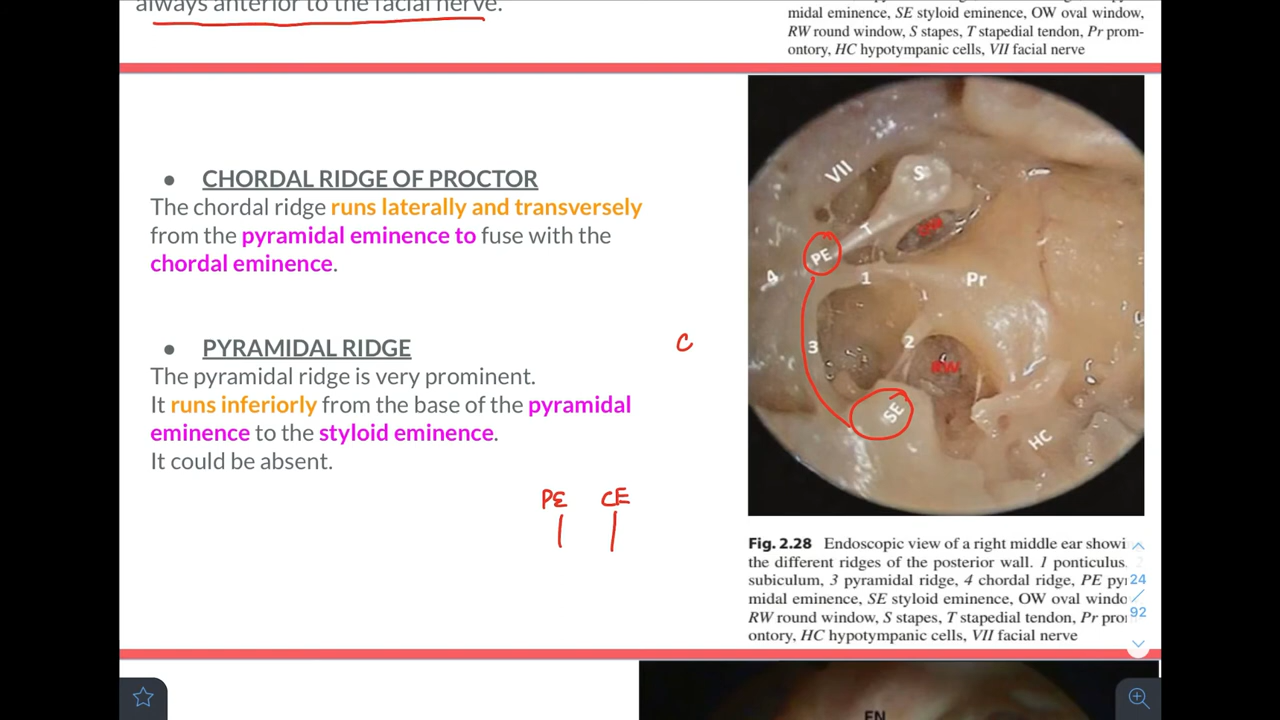 always anterior to the facial nerve.
midal eminence, SE styloid eminence, OW oval window,
RW round window, S stapes, T stapedial tendon, Pr prom-
ontory, HC hypotympanic cells, VII facial nerve
• CHORDAL RIDGE OF PROCTOR
The chordal ridge runs laterally and transversely
from the pyramidal eminence to fuse with the
chordal eminence.
• PYRAMIDAL RIDGE
The pyramidal ridge is very prominent.
It runs inferiorly from the base of the pyramidal
eminence to the styloid eminence.
It could be absent.
C
PE CE
VII
S
T
OW
PE
4
1
Pr
3
2
RW
SE
HC
Fig. 2.28 Endoscopic view of a right middle ear showi
the different ridges of the posterior wall. 1 ponticulus. 2
subiculum, 3 pyramidal ridge, 4 chordal ridge, PE pyr
midal eminence, SE styloid eminence, OW oval windo
RW round window, S stapes, T stapedial tendon, Pr pro
ontory, HC hypotympanic cells, VII facial nerve
24
92
FN